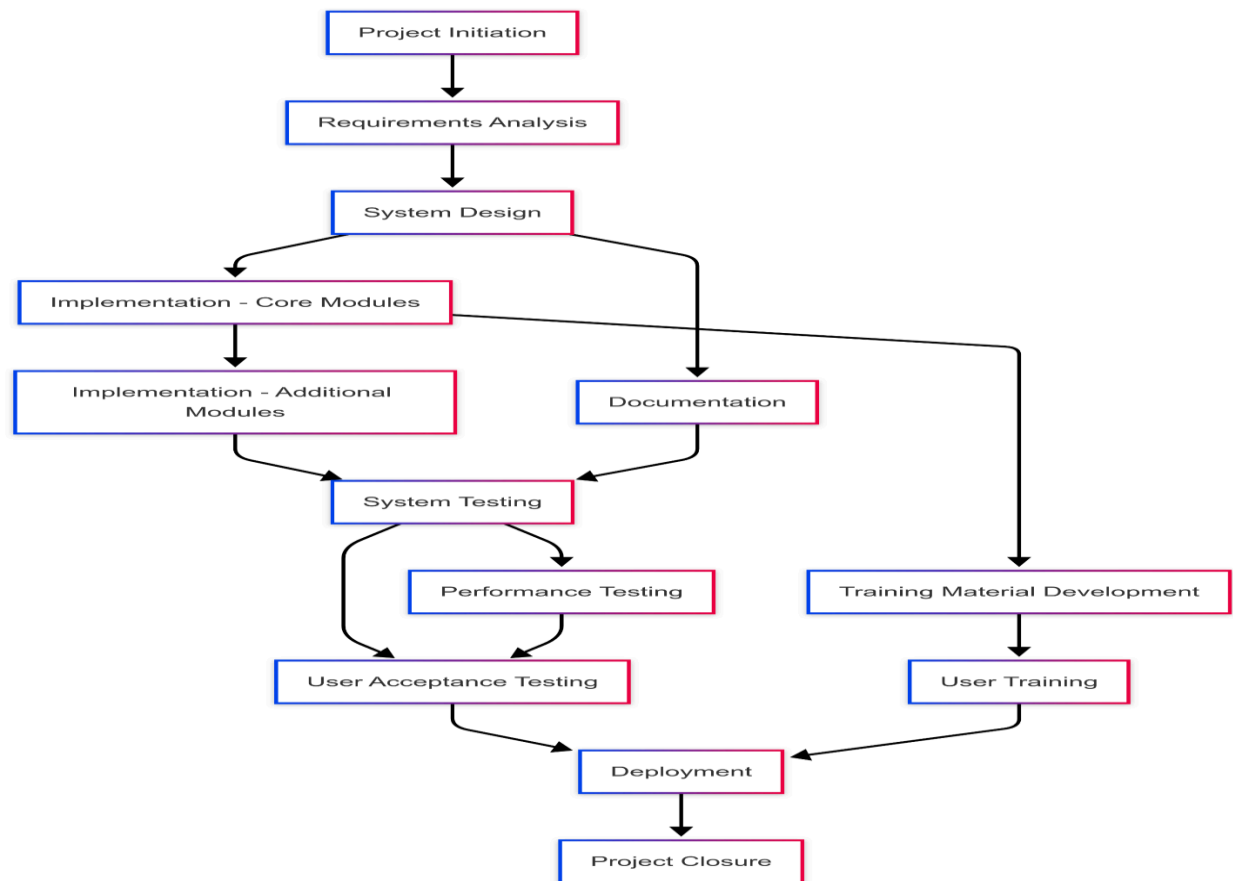 Project Initiation
Requirements Analysis
System Design
Implementation - Core Modules
Implementation - Additional
Modules
Documentation
System Testing
Performance Testing
Training Material Development
User Acceptance Testing
User Training
Deployment
Project Closure